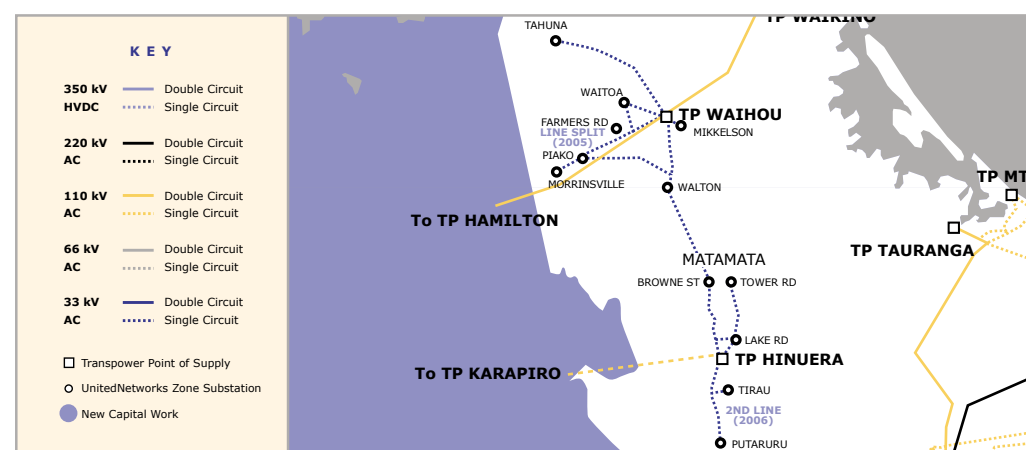 KEY
350 kV Double Circuit
HVDC Single Circuit
220 kV Double Circuit
AC Single Circuit
110 kV Double Circuit
AC Single Circuit
66 kV Double Circuit
AC Single Circuit
33 kV Double Circuit
AC Single Circuit
Transpower Point of Supply
UnitedNetworks Zone Substation
New Capital Work
TP WAIKINO
TAHUNA
WAITOA
TP WAIHOU
FARMERS RD
MIKKELSON
LINE SPLIT
(2005)
PIAKO
MORRINSVILLE
WALTON
TP MT
To TP HAMILTON
TP TAURANGA
MATAMATA
BROWNE ST
TOWER RD
LAKE RD
TP HINUERA
To TP KARAPIRO
TIRAU
2ND LINE
(2006)
PUTARURU